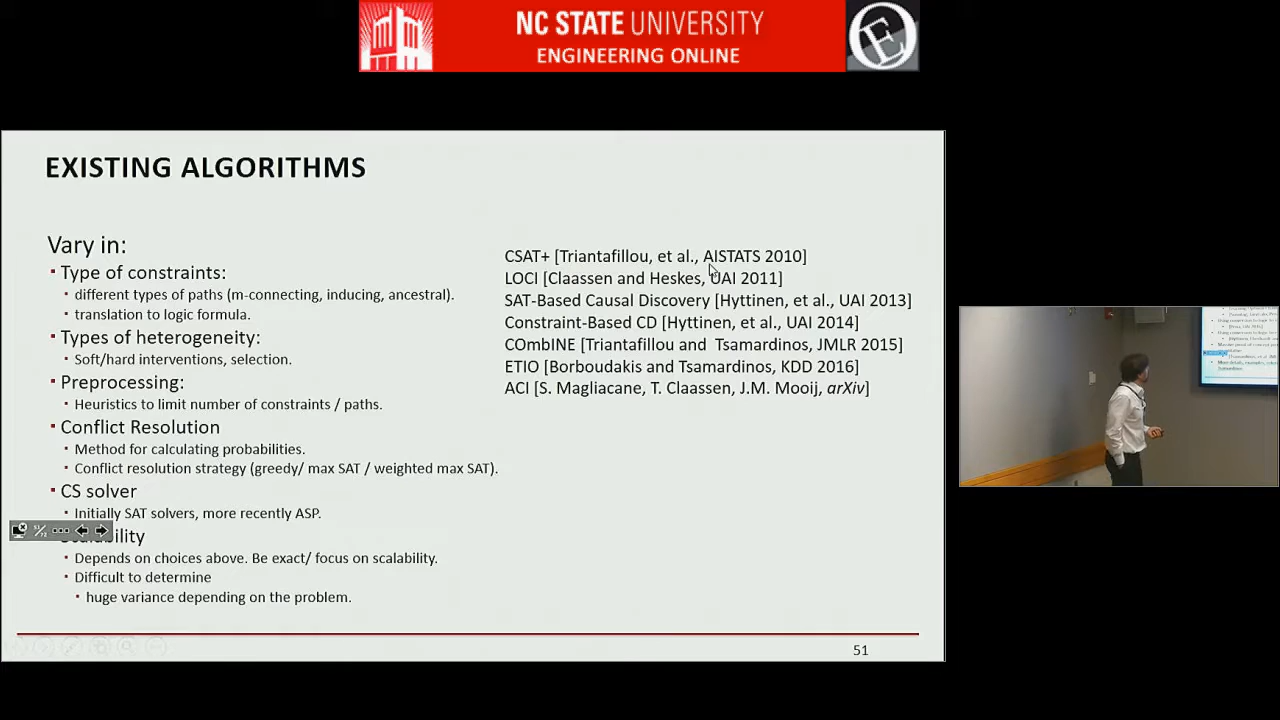 NC STATE UNIVERSITY
ENGINEERING ONLINE
EXISTING ALGORITHMS
Vary in:
Type of constraints:
different types of paths (m-connecting, inducing, ancestral).
translation to logic formula.
Types of heterogeneity:
Soft/hard interventions, selection.
Preprocessing:
Heuristics to limit number of constraints / paths.
Conflict Resolution
Method for calculating probabilities.
Conflict resolution strategy (greedy/ max SAT / weighted max SAT).
CS solver
Initially SAT solvers, more recently ASP.
Depends on choices above. Be exact/ focus on scalability.
Difficult to determine
huge variance depending on the problem.
CSAT+ [Triantafillou, et al., AISTATS 2010]
LOCI [Claassen and Heskes, UAI 2011]
SAT-Based Causal Discovery [Hyttinen, et al., UAI 2013]
Constraint-Based CD [Hyttinen, et al., UAI 2014]
COmbINE [Triantafillou and Tsamardinos, JMLR 2015]
ETIO [Borboudakis and Tsamardinos, KDD 2016]
ACI [S. Magliacane, T. Claassen, J.M. Mooij, arXiv]
51